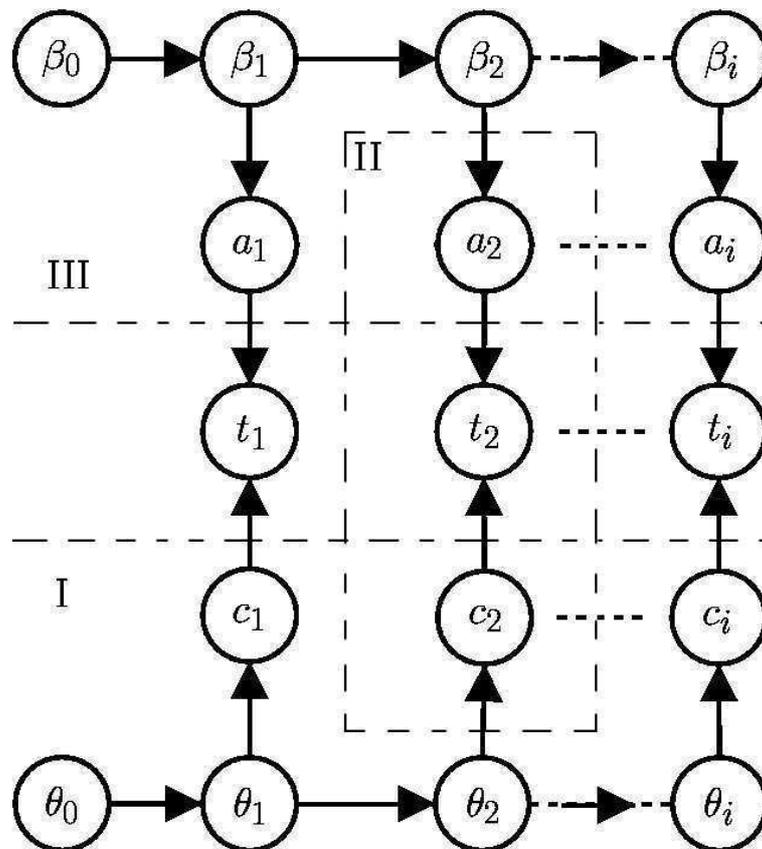 β₀ β₁ β₂ βᵢ
II
a₁ a₂ aᵢ
III
t₁ t₂ tᵢ
I
c₁ c₂ cᵢ
θ₀ θ₁ θ₂ θᵢ